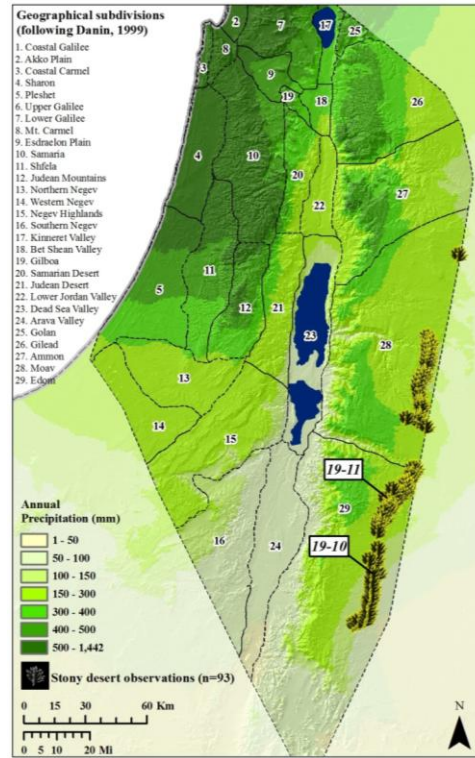 Geographical subdivisions
(following Danin, 1999)
1. Coastal Galilee
2. Akko Plain
3. Coastal Carmel
4. Sharon
5. Pleshet
6. Upper Galilee
7. Lower Galilee
8. Mt. Carmel
9. Esdraelon Plain
10. Samaria
11. Shfela
12. Judean Mountains
13. Northern Negev
14. Western Negev
15. Negev Highlands
16. Southern Negev
17. Kinneret Valley
18. Bet Shean Valley
19. Gilboa
20. Samarian Desert
21. Judean Desert
22. Lower Jordan Valley
23. Dead Sea Valley
24. Arava Valley
25. Golan
26. Gilead
27. Ammon
28. Moav
29. Edom
2
7
17
25
8
3
9
19
18
26
4
10
20
27
22
11
5
12
21
23
28
13
14
15
19-11
29
16
24
19-10
Annual
Precipitation (mm)
1 - 50
50 - 100
100 - 150
150 - 300
300 - 400
400 - 500
500 - 1,442
Stony desert observations (n=93)
0 20 40 60 Km
0 5 10 20 Mi
N